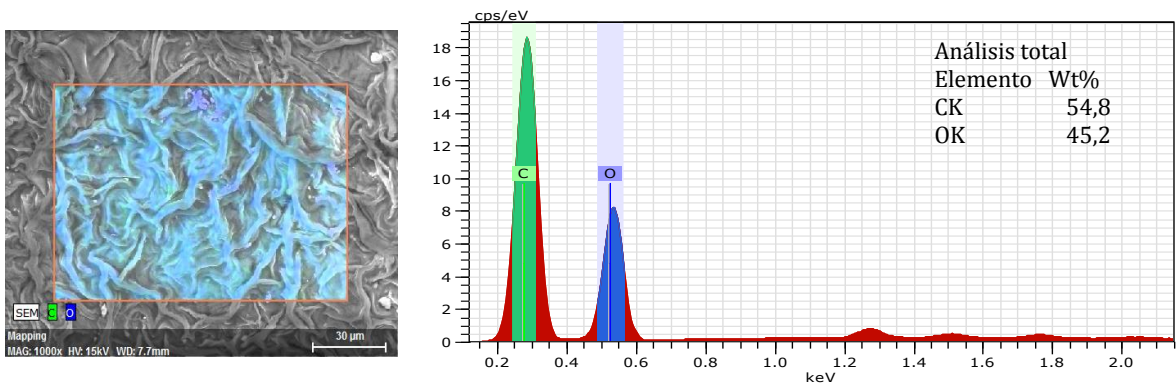 SEM C O
Mapping
MAG: 1000x HV: 15kV WD: 7.7mm
30 µm
cps/eV
18
16
14
12
10
8
6
4
2
0
C
O
0.2 0.4 0.6 0.8 1.0 1.2 1.4 1.6 1.8 2.0
keV
Análisis total
Elemento Wt%
CK 54,8
OK 45,2